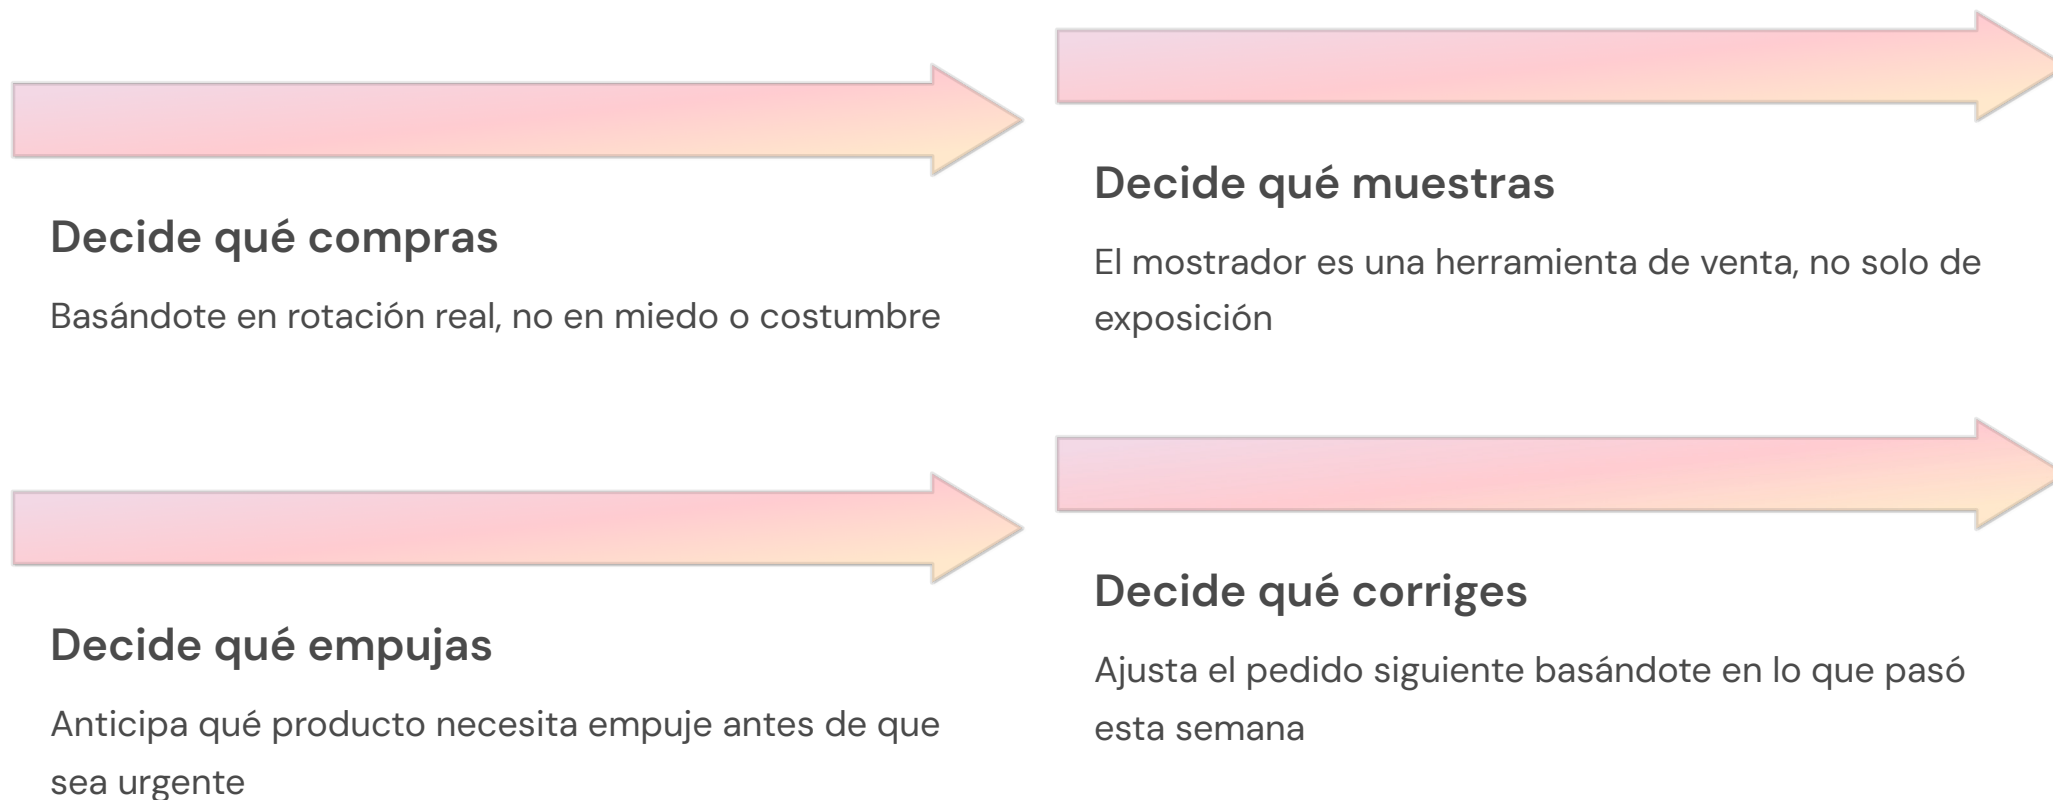 Decide qué compras
Basándote en rotación real, no en miedo o costumbre
Decide qué muestras
El mostrador es una herramienta de venta, no solo de
exposición
Decide qué empujas
Anticipa qué producto necesita empuje antes de que
sea urgente
Decide qué corriges
Ajusta el pedido siguiente basándote en lo que pasó
esta semana